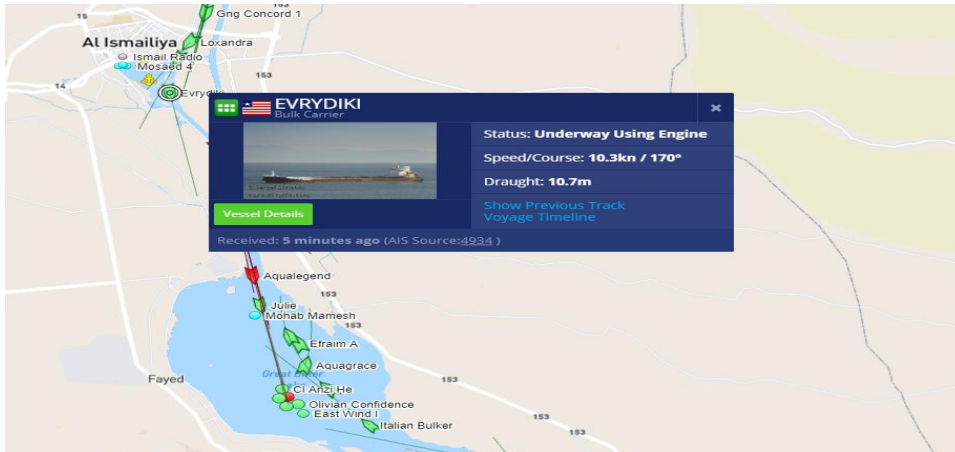 15
153
Gng Concord 1
Al Ismailiya
Loxandra
Ismail Radio
Mosaed 4
153
14
Evrydiki
EVRYDIKI
Bulk Carrier
×
Status: Underway Using Engine
Speed/Course: 10.3kn / 170°
Draught: 10.7m
Show Previous Track
Voyage Timeline
Vessel Details
Received: 5 minutes ago (AIS Source:4934 )
Aqualegend
153
Julie
Mohab Mamesh
153
Efraim A
Aquagrace
Great Bitter
Fayed
153
Cl Anzi He
Olivian Confidence
East Wind I
153
Italian Bulker
153